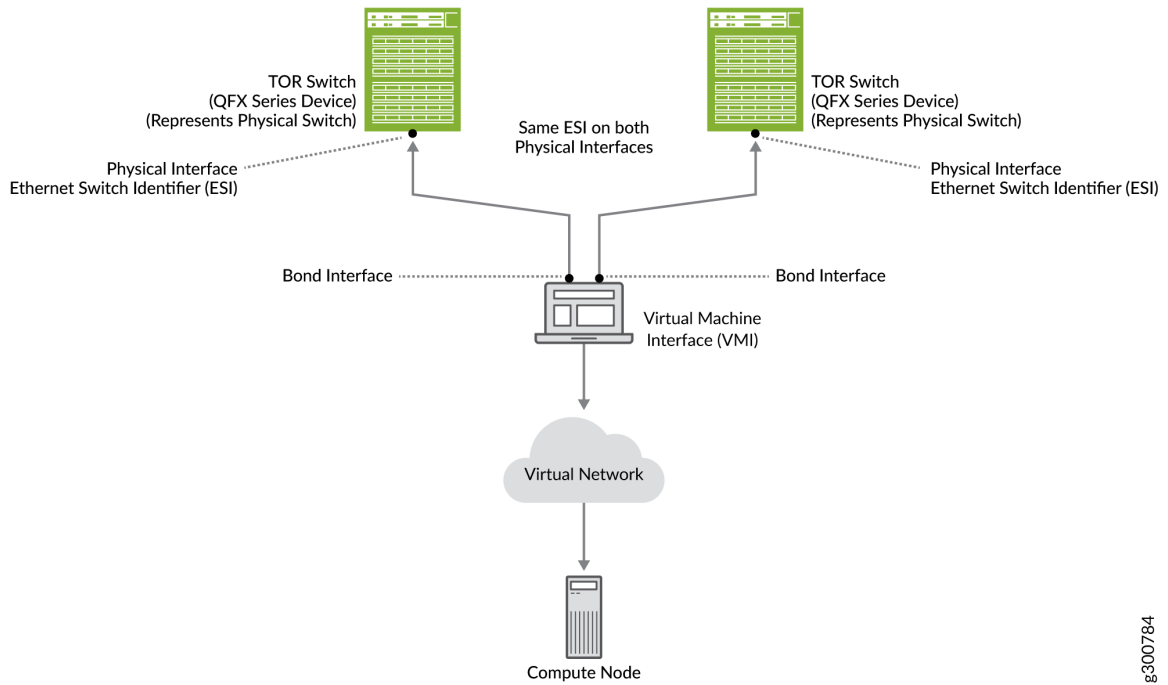 TOR Switch
(QFX Series Device)
(Represents Physical Switch)
TOR Switch
(QFX Series Device)
(Represents Physical Switch)
Same ESI on both
Physical Interfaces
Physical Interface
Ethernet Switch Identifier (ESI)
Physical Interface
Ethernet Switch Identifier (ESI)
Bond Interface
Bond Interface
Virtual Machine
Interface (VMI)
Virtual Network
Compute Node
g300784